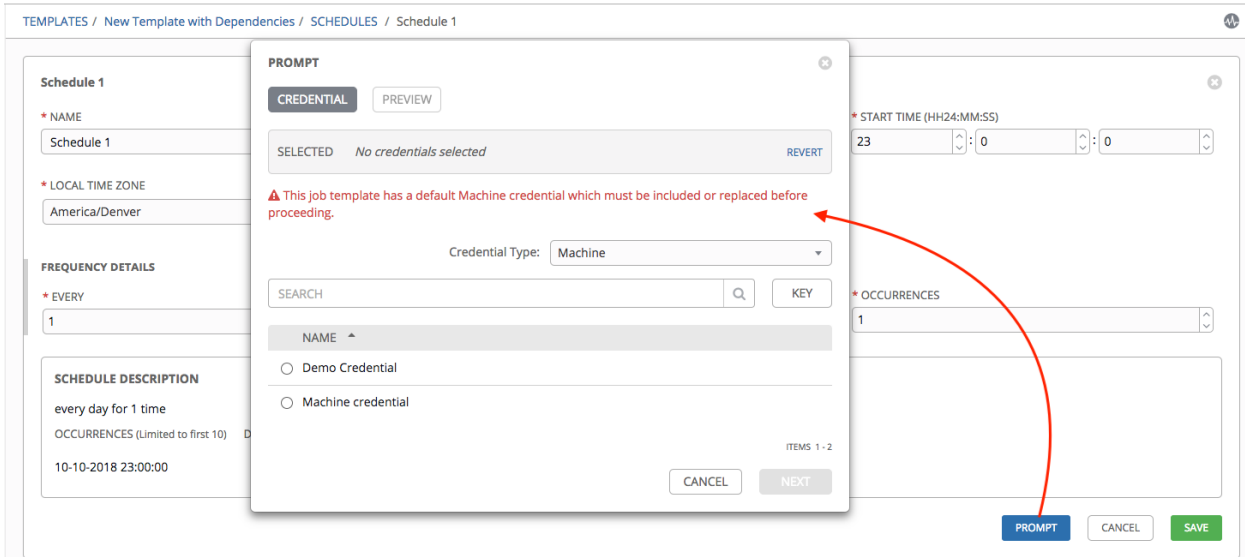 TEMPLATES / New Template with Dependencies / SCHEDULES / Schedule 1
Schedule 1
* NAME
Schedule 1
* LOCAL TIME ZONE
America/Denver
FREQUENCY DETAILS
* EVERY
1
SCHEDULE DESCRIPTION
every day for 1 time
OCCURRENCES (Limited to first 10)
10-10-2018 23:00:00
PROMPT
CREDENTIAL
PREVIEW
SELECTED No credentials selected
REVERT
This job template has a default Machine credential which must be included or replaced before
proceeding.
Credential Type: Machine
SEARCH
KEY
NAME
Demo Credential
Machine credential
ITEMS 1 - 2
CANCEL
NEXT
* START TIME (HH24:MM:SS)
23 : 0 : 0
* OCCURRENCES
1
PROMPT
CANCEL
SAVE